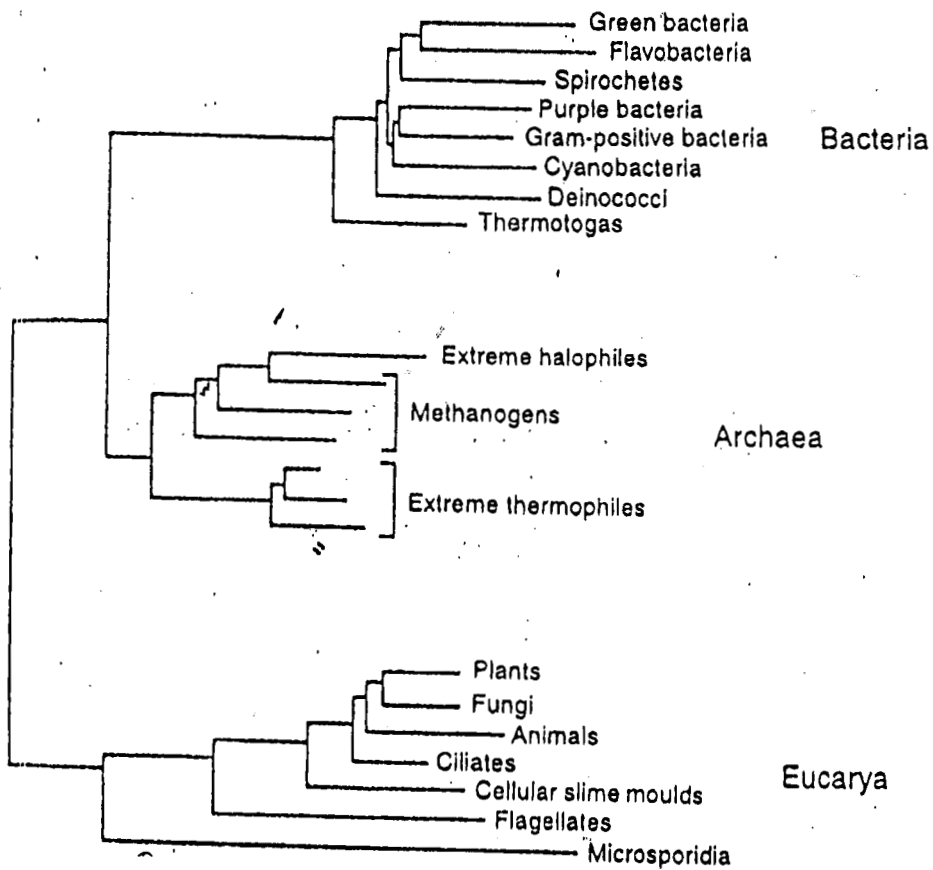 Green bacteria
Flavobacteria
Spirochetes
Purple bacteria
Gram-positive bacteria
Bacteria
Cyanobacteria
Deinococci
Thermotogas
Extreme halophiles
Methanogens
Archaea
Extreme thermophiles
Plants
Fungi
Animals
Ciliates
Eucarya
Cellular slime moulds
Flagellates
Microsporidia